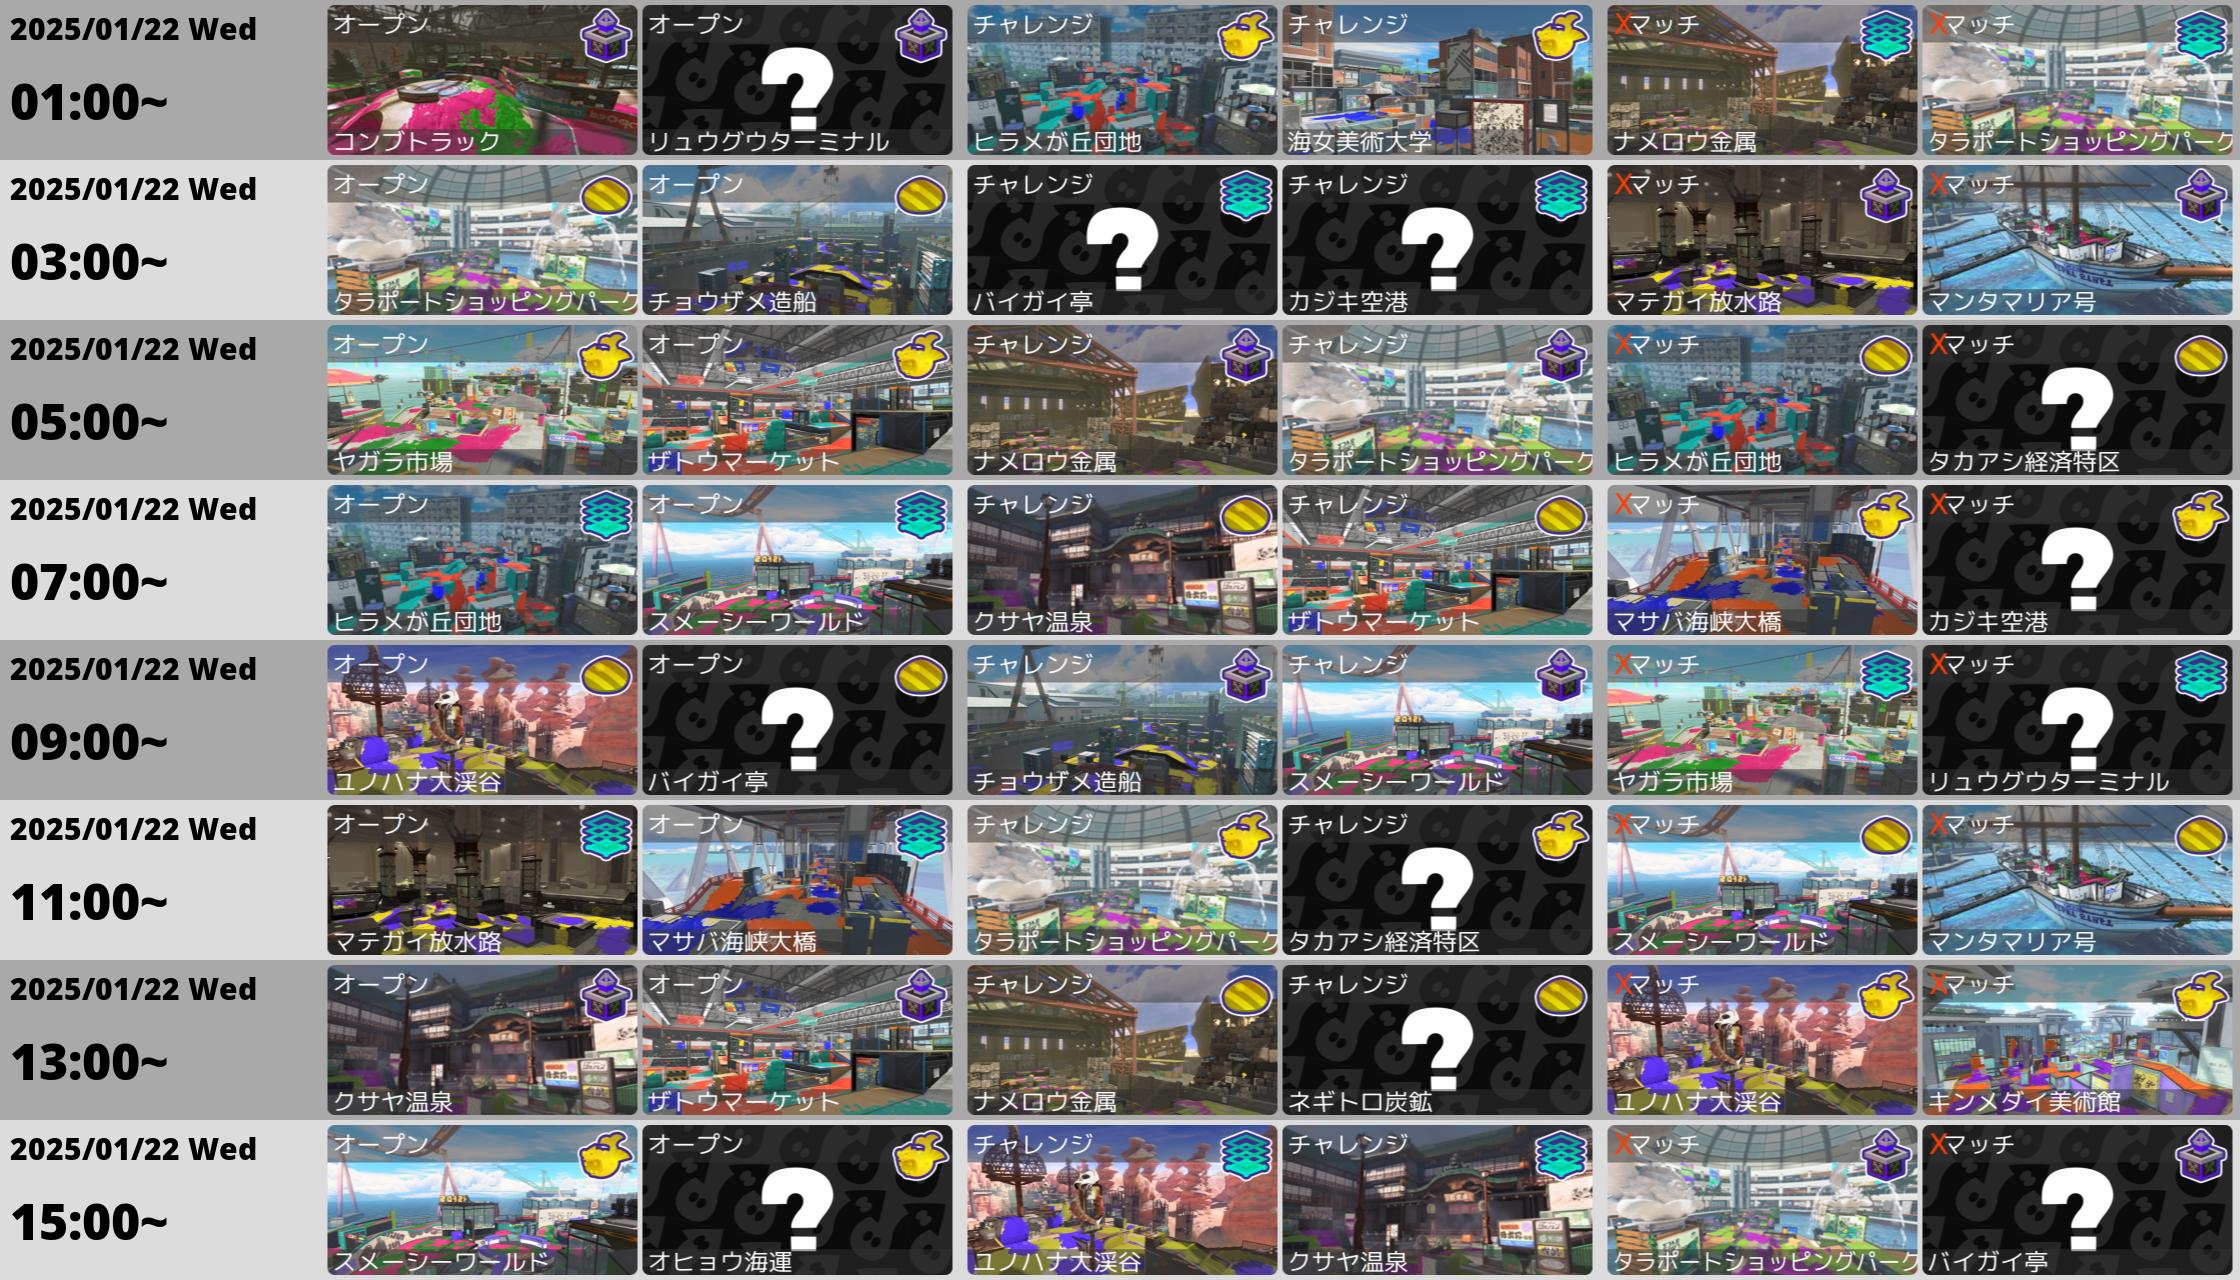 2025/01/22 Wed
01:00~
オープン
コンブトラック
オープン
リュウグウターミナル
チャレンジ
ヒラメが丘団地
チャレンジ
海女美術大学
Xマッチ
ナメロウ金属
Xマッチ
タラポートショッピングパーク
2025/01/22 Wed
03:00~
オープン
タラポートショッピングパーク
オープン
チョウザメ造船
チャレンジ
バイガイ亭
チャレンジ
カジキ空港
Xマッチ
マテガイ放水路
Xマッチ
マンタマリア号
2025/01/22 Wed
05:00~
オープン
ヤガラ市場
オープン
ザトウマーケット
チャレンジ
ナメロウ金属
チャレンジ
タラポートショッピングパーク
Xマッチ
ヒラメが丘団地
Xマッチ
タカアシ経済特区
2025/01/22 Wed
07:00~
オープン
ヒラメが丘団地
オープン
スメーシーワールド
チャレンジ
クサヤ温泉
チャレンジ
ザトウマーケット
Xマッチ
マサバ海峡大橋
Xマッチ
カジキ空港
2025/01/22 Wed
09:00~
オープン
ユノハナ大渓谷
オープン
バイガイ亭
チャレンジ
チョウザメ造船
チャレンジ
スメーシーワールド
Xマッチ
ヤガラ市場
Xマッチ
リュウグウターミナル
2025/01/22 Wed
11:00~
オープン
マテガイ放水路
オープン
マサバ海峡大橋
チャレンジ
タラポートショッピングパーク
チャレンジ
タカアシ経済特区
Xマッチ
スメーシーワールド
Xマッチ
マンタマリア号
2025/01/22 Wed
13:00~
オープン
クサヤ温泉
オープン
ザトウマーケット
チャレンジ
ナメロウ金属
チャレンジ
ネギトロ炭鉱
Xマッチ
ユノハナ大渓谷
Xマッチ
キンメダイ美術館
2025/01/22 Wed
15:00~
オープン
スメーシーワールド
オープン
オヒョウ海運
チャレンジ
ユノハナ大渓谷
チャレンジ
クサヤ温泉
Xマッチ
タラポートショッピングパーク
Xマッチ
バイガイ亭